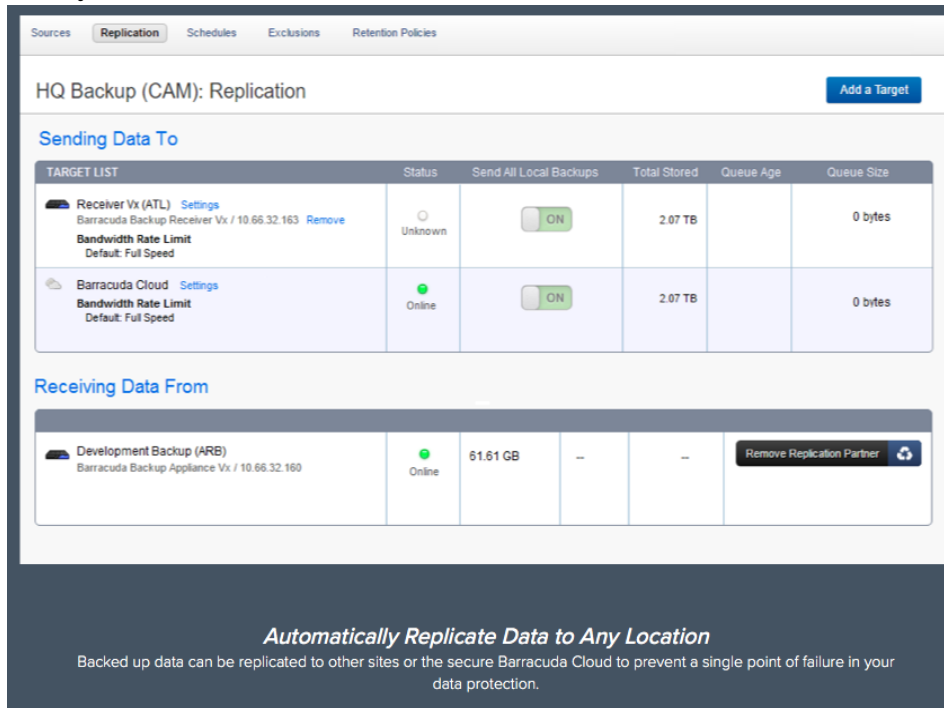 Sources Replication Schedules Exclusions Retention Policies
HQ Backup (CAM): Replication
Add a Target
Sending Data To
TARGET LIST Status Send All Local Backups Total Stored Queue Age Queue Size
Receiver Vx (ATL) Settings
Barracuda Backup Receiver Vx / 10.66.32.163 Remove
Bandwidth Rate Limit
Default: Full Speed
Unknown
ON
2.07 TB
0 bytes
Barracuda Cloud Settings
Bandwidth Rate Limit
Default: Full Speed
Online
ON
2.07 TB
0 bytes
Receiving Data From
Development Backup (ARB)
Barracuda Backup Appliance Vx / 10.66.32.160
Online
61.61 GB
--
--
Remove Replication Partner
Automatically Replicate Data to Any Location
Backed up data can be replicated to other sites or the secure Barracuda Cloud to prevent a single point of failure in your
data protection.